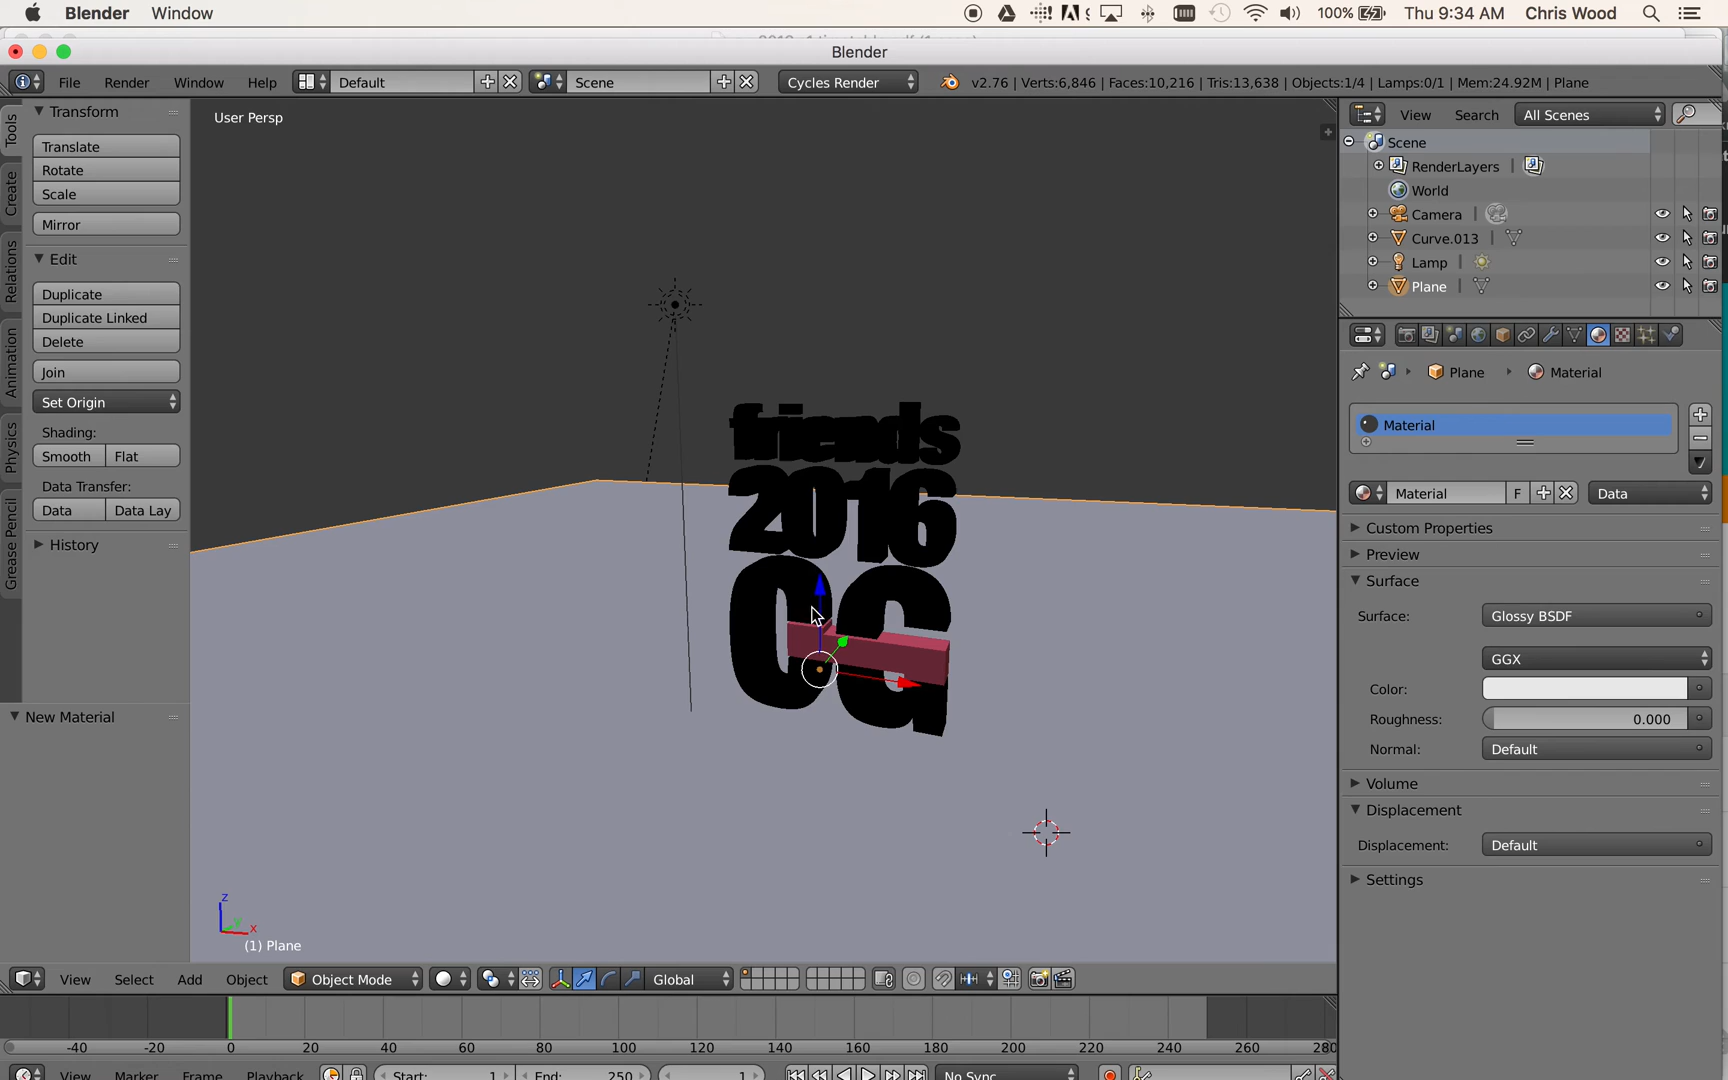 Blender Window 100% Thu 9:34 AM Chris Wood
Blender
File Render Window Help Default Scene Cycles Render v2.76 | Verts:6,846 | Faces:10,216 | Tris:13,638 | Objects:1/4 | Lamps:0/1 | Mem:24.92M | Plane
Tools
Create
Relations
Animation
Physics
Grease Pencil
Transform
Translate
Rotate
Scale
Mirror
Edit
Duplicate
Duplicate Linked
Delete
Join
Set Origin
Shading:
Smooth Flat
Data Transfer:
Data Data Lay
History
New Material
User Persp
friends
2016
OG
z
y
x
(1) Plane
View Select Add Object Object Mode Global
-40 -20 0 20 40 60 80 100 120 140 160 180 200 220 240 260 280
View Marker Frame Playback Start: 1 End: 250 1 No Sync
View Search All Scenes
Scene
RenderLayers
World
Camera
Curve.013
Lamp
Plane
Plane Material
Material
Material F Data
Custom Properties
Preview
Surface
Surface: Glossy BSDF
GGX
Color:
Roughness: 0.000
Normal: Default
Volume
Displacement
Displacement: Default
Settings